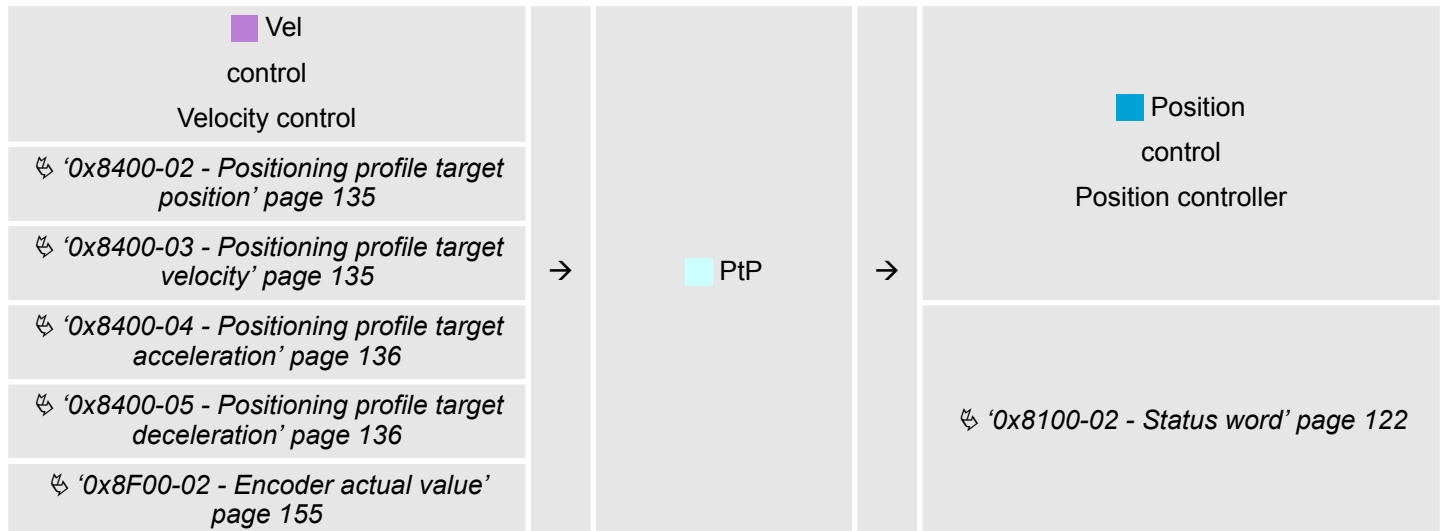 Vel
control
Velocity control
↳ ‘0x8400-02 - Positioning profile target
position’ page 135
↳ ‘0x8400-03 - Positioning profile target
velocity’ page 135
↳ ‘0x8400-04 - Positioning profile target
acceleration’ page 136
↳ ‘0x8400-05 - Positioning profile target
deceleration’ page 136
↳ ‘0x8F00-02 - Encoder actual value’
page 155
→
PtP
→
Position
control
Position controller
↳ ‘0x8100-02 - Status word’ page 122